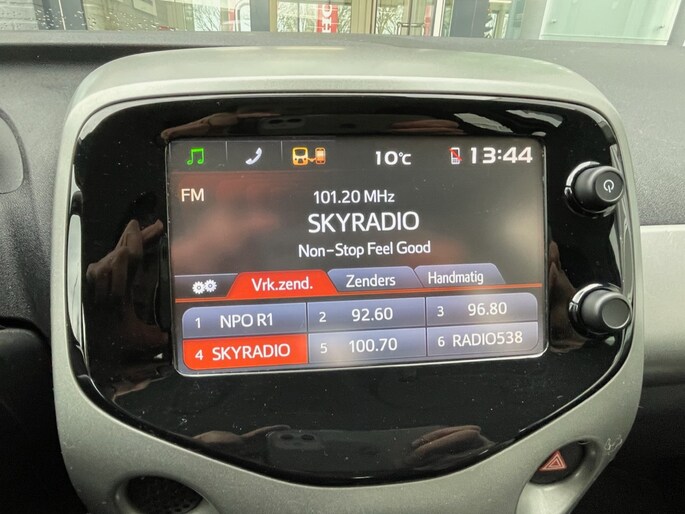 10°C 13:44
FM
101.20 MHz
SKYRADIO
Non-Stop Feel Good
Vrk.zend. Zenders Handmatig
1 NPO R1 2 92.60 3 96.80
4 SKYRADIO 5 100.70 6 RADIO538